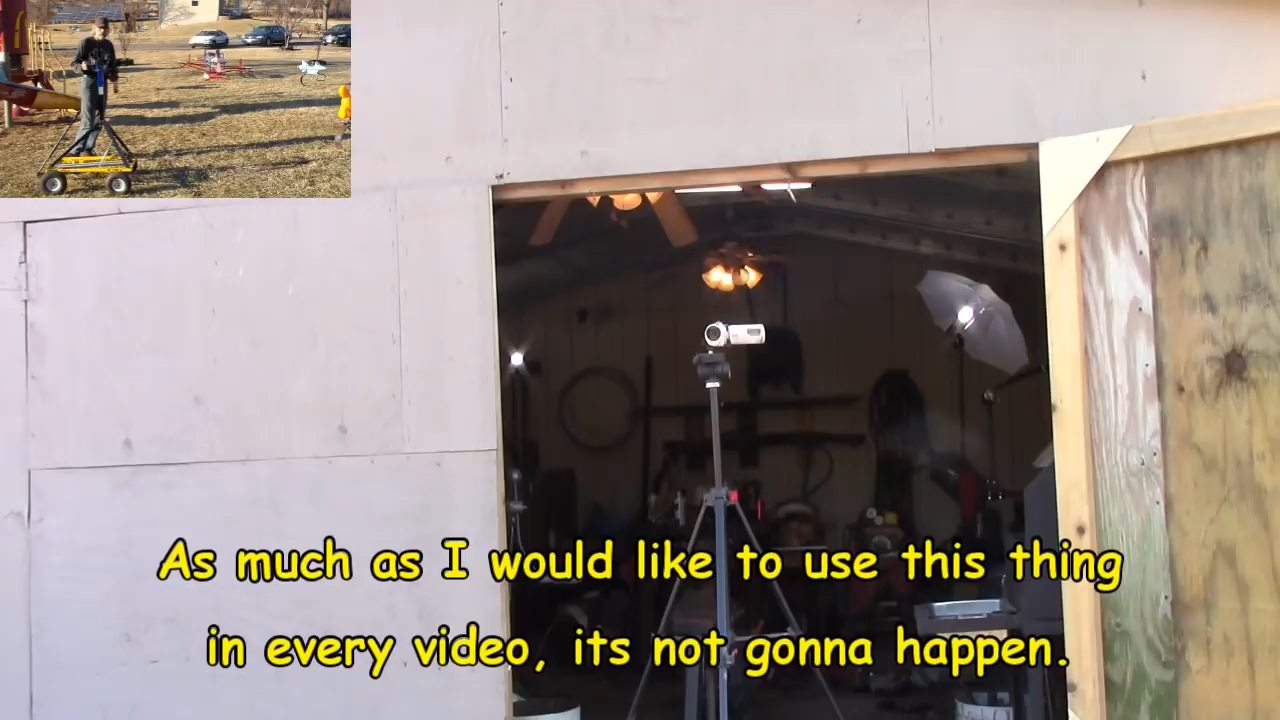 As much as I would like to use this thing
in every video, its not gonna happen.